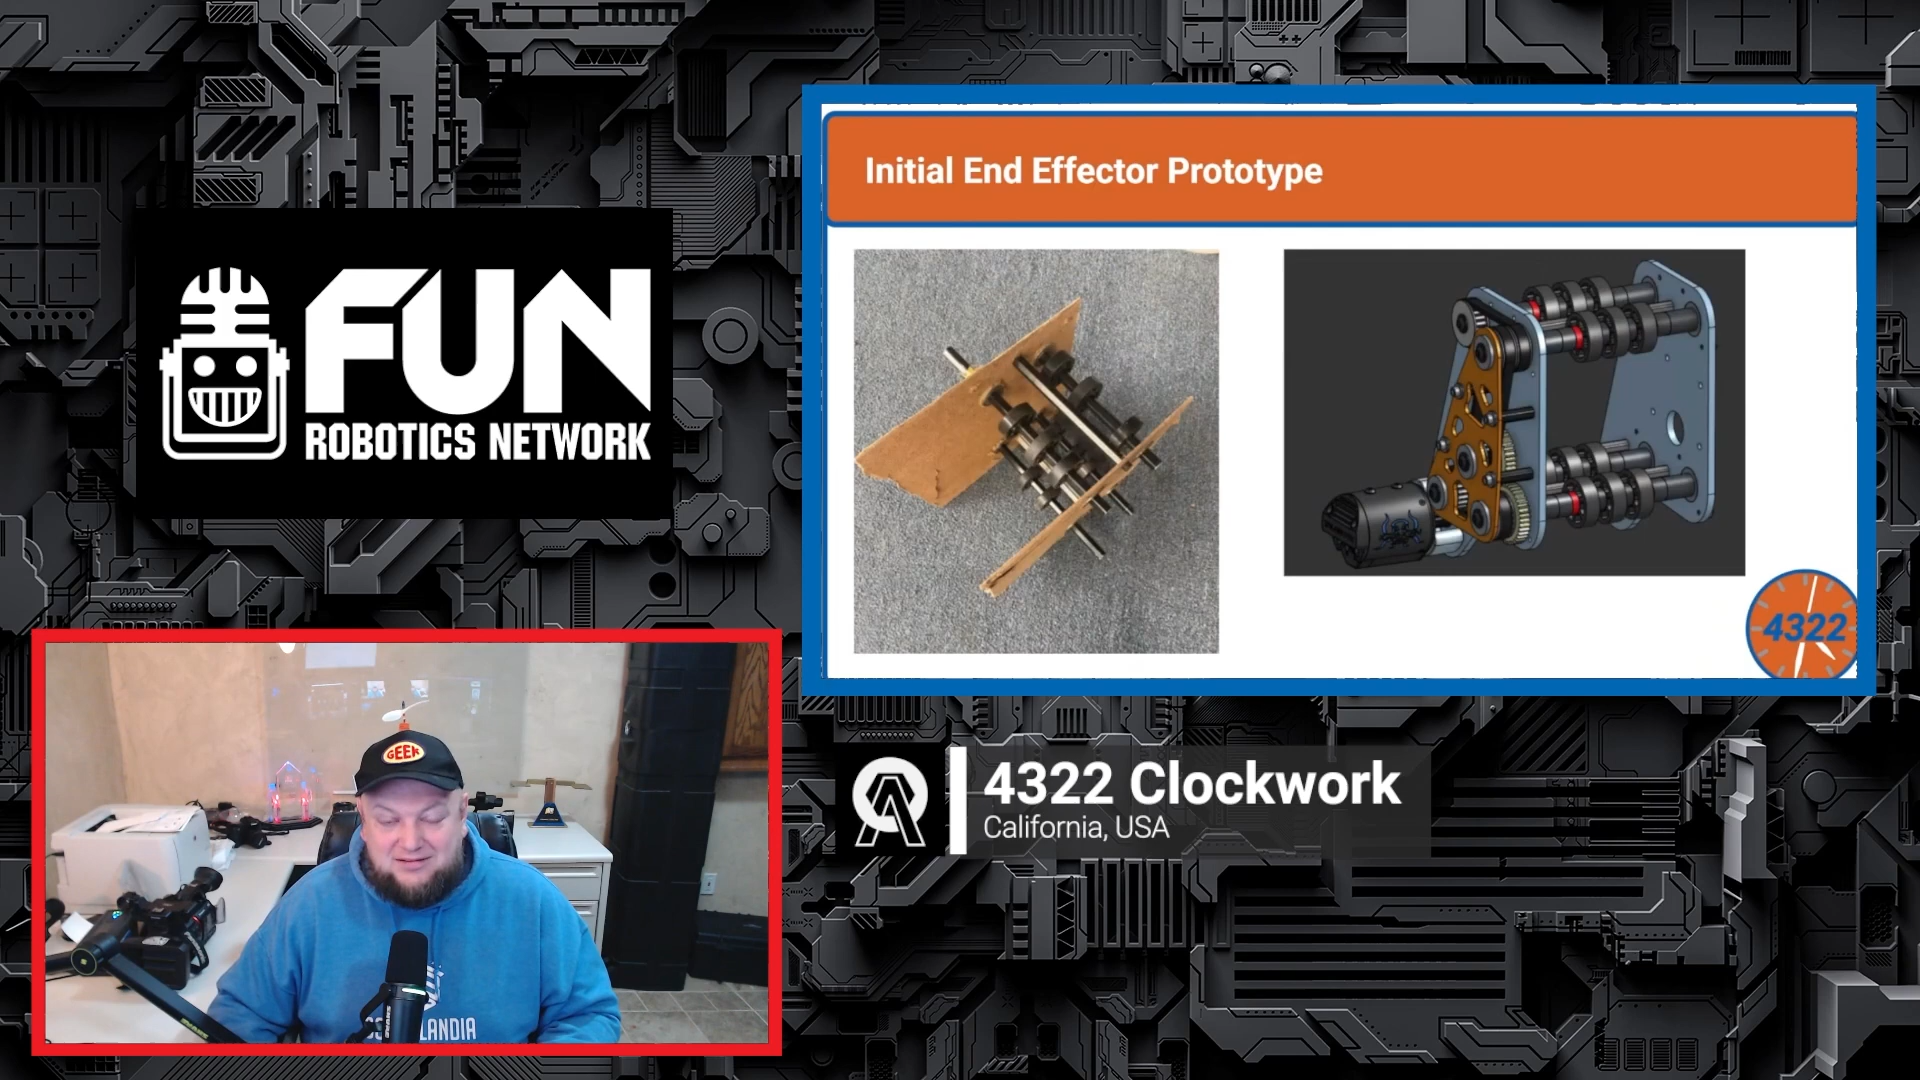 FUN
ROBOTICS NETWORK
Initial End Effector Prototype
4322
GEEK
LANDIA
4322 Clockwork
California, USA